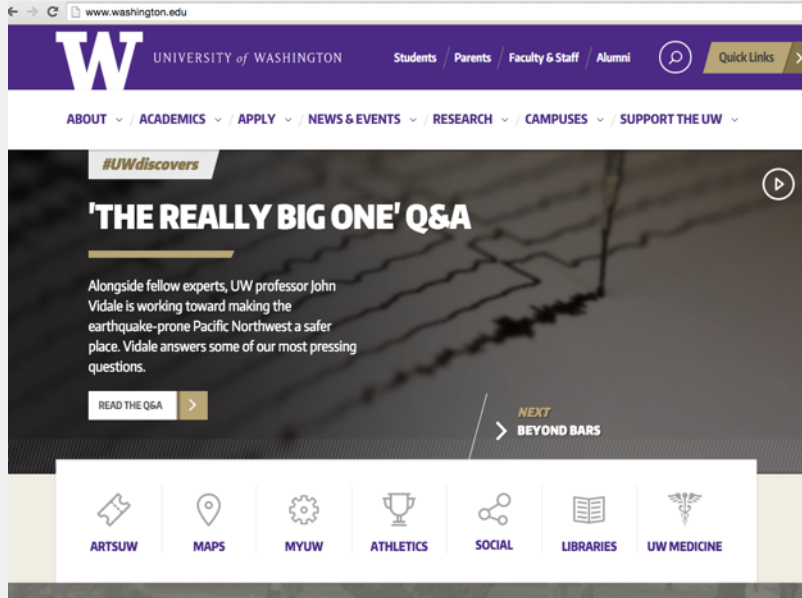 www.washington.edu
W UNIVERSITY of WASHINGTON Students / Parents / Faculty & Staff / Alumni Quick Links
ABOUT / ACADEMICS / APPLY / NEWS & EVENTS / RESEARCH / CAMPUSES / SUPPORT THE UW
#UWdiscovers
'THE REALLY BIG ONE' Q&A
Alongside fellow experts, UW professor John
Vidale is working toward making the
earthquake-prone Pacific Northwest a safer
place. Vidale answers some of our most pressing
questions.
READ THE Q&A
NEXT
BEYOND BARS
ARTSUW MAPS MYUW ATHLETICS SOCIAL LIBRARIES UW MEDICINE